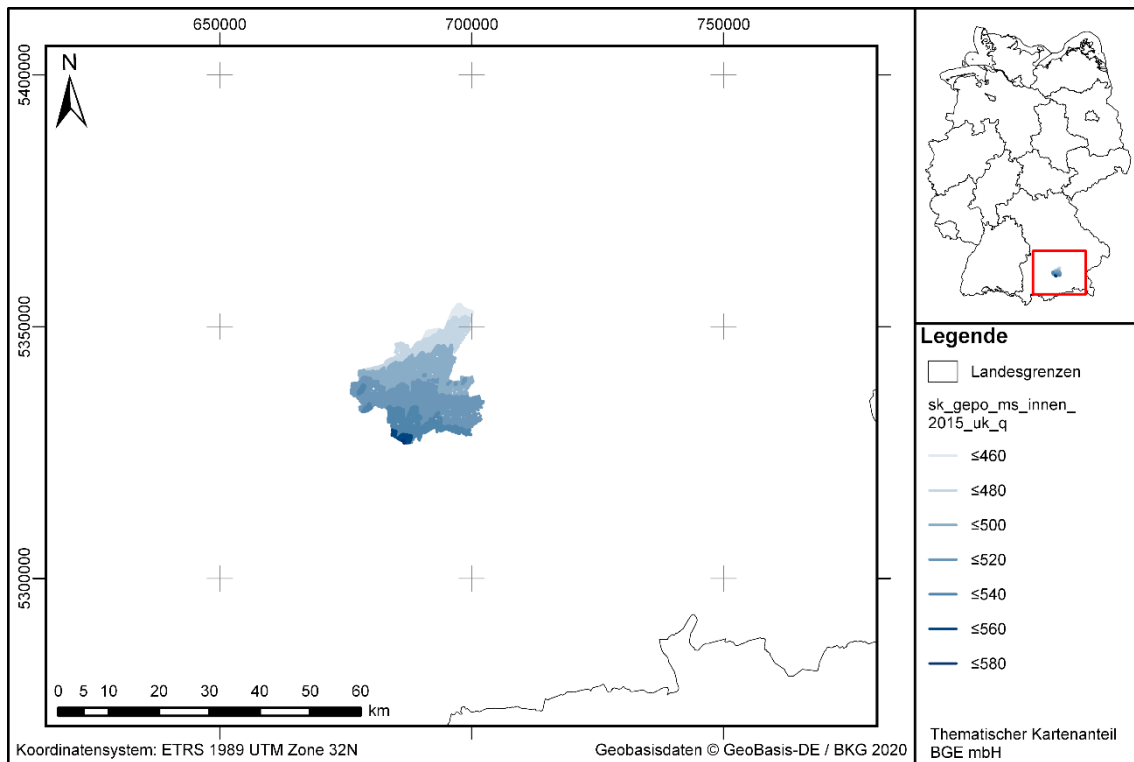 650000
700000
750000
5400000
5350000
5300000
N
0 5 10 20 30 40 50 60
km
Koordinatensystem: ETRS 1989 UTM Zone 32N
Geobasisdaten © GeoBasis-DE / BKG 2020
Legende
Landesgrenzen
sk_gepo_ms_innen_
2015_uk_q
≤460
≤480
≤500
≤520
≤540
≤560
≤580
Thematischer Kartenanteil
BGE mbH